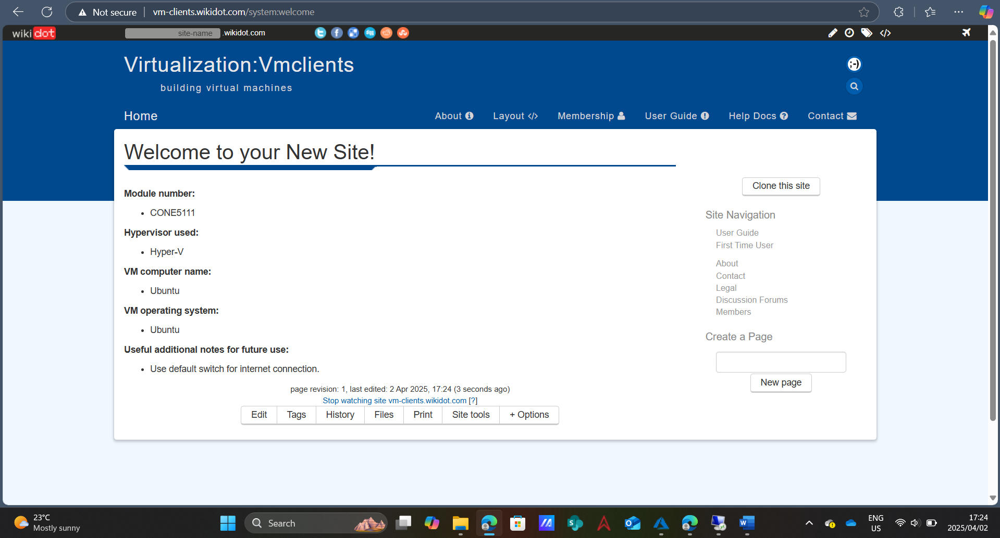 Not secure vm-clients.wikidot.com/system:welcome
wikidot site-name .wikidot.com digg
Virtualization:Vmclients
;-)
building virtual machines
Home About Layout </> Membership User Guide Help Docs Contact
Welcome to your New Site!
Clone this site
Module number:
CONE5111
Hypervisor used:
Hyper-V
VM computer name:
Ubuntu
VM operating system:
Ubuntu
Useful additional notes for future use:
Use default switch for internet connection.
page revision: 1, last edited: 2 Apr 2025, 17:24 (3 seconds ago)
Stop watching site vm-clients.wikidot.com [?]
Edit Tags History Files Print Site tools + Options
Site Navigation
User Guide
First Time User
About
Contact
Legal
Discussion Forums
Members
Create a Page
New page
23°C
Mostly sunny
Search
ENG
US
17:24
2025/04/02